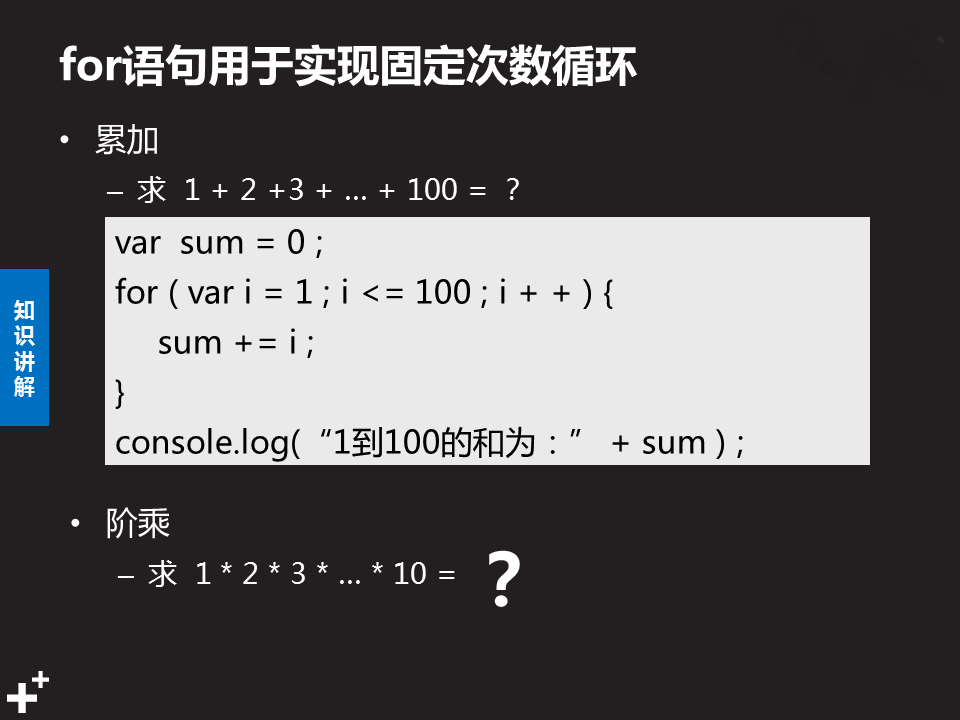 for语句用于实现固定次数循环
• 累加
– 求 1 + 2 +3 + … + 100 = ?
var sum = 0 ;
for ( var i = 1 ; i <= 100 ; i + + ) {
sum += i ;
}
console.log( “1到100的和为：” + sum ) ;
知识讲解
• 阶乘
– 求 1 * 2 * 3 * … * 10 = ?